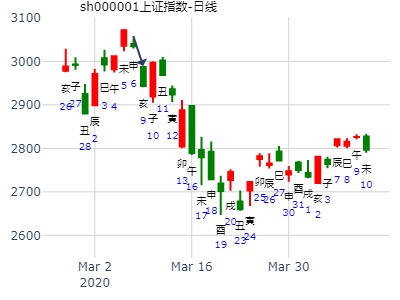 sh000001上证指数-日线
3100
3000
2900
2800
2700
2600
亥
26
子
27
丑
28
辰
2
巳
3
午
4
未
5
申
6
亥
9
子
10
丑
11
寅
12
卯
13
午
16
未
17
申
18
酉
19
戌
20
丑
23
寅
24
卯
25
辰
26
巳
27
申
30
酉
31
戌
1
亥
2
子
3
辰
7
巳
8
午
9
未
10
Mar 2
2020
Mar 16
Mar 30